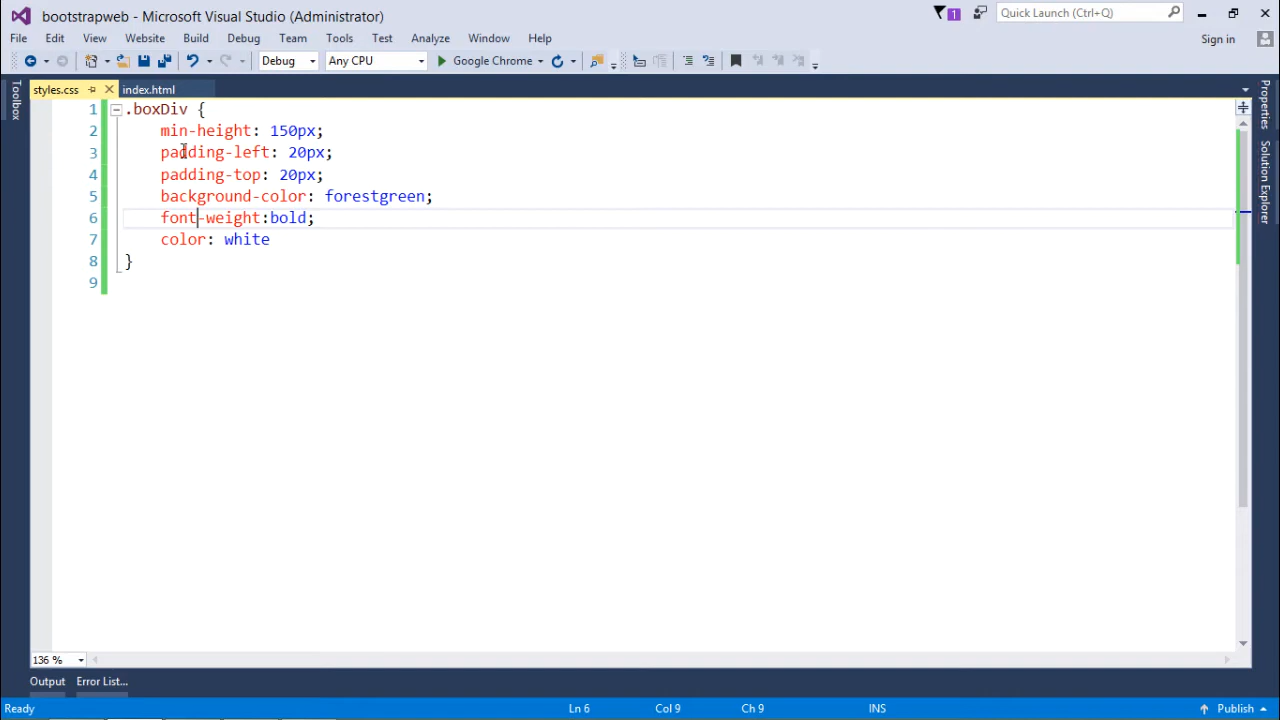 bootstrapweb - Microsoft Visual Studio (Administrator)
1
Quick Launch (Ctrl+Q)
File Edit View Website Build Debug Team Tools Test Analyze Window Help
Sign in
Debug Any CPU Google Chrome
Toolbox
styles.css index.html
Properties
Solution Explorer
1 .boxDiv {
2 min-height: 150px;
3 padding-left: 20px;
4 padding-top: 20px;
5 background-color: forestgreen;
6 font-weight:bold;
7 color: white
8 }
9
136 %
Output Error List...
Ready Ln 6 Col 9 Ch 9 INS Publish